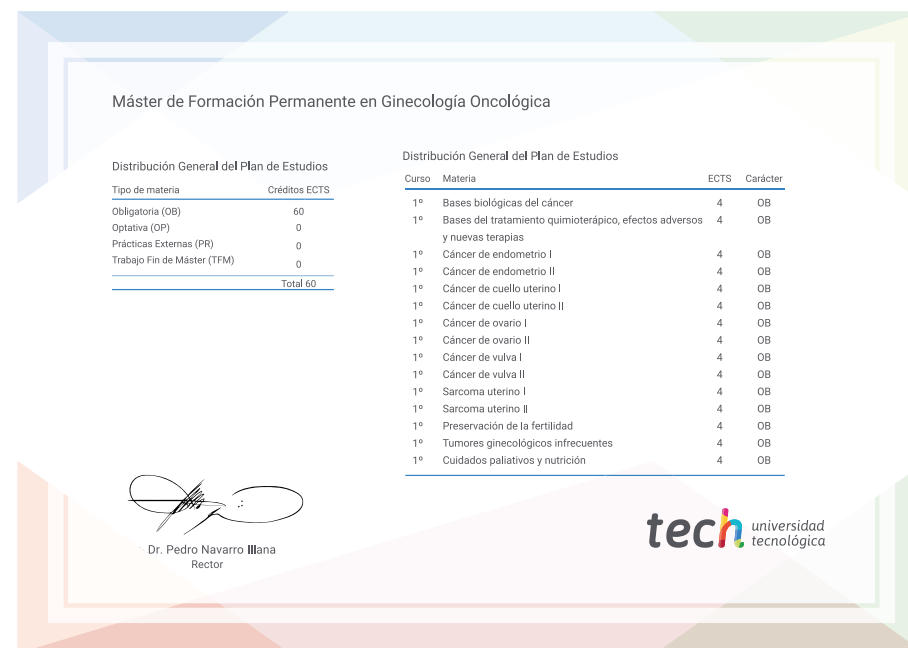 Máster de Formación Permanente en Ginecología Oncológica
Distribución General del Plan de Estudios
Tipo de materia Créditos ECTS
Obligatoria (OB) 60
Optativa (OP) 0
Prácticas Externas (PR) 0
Trabajo Fin de Máster (TFM) 0
Total 60
Distribución General del Plan de Estudios
Curso Materia ECTS Carácter
1º Bases biológicas del cáncer 4 OB
1º Bases del tratamiento quimioterápico, efectos adversos 4 OB
y nuevas terapias
1º Cáncer de endometrio I 4 OB
1º Cáncer de endometrio II 4 OB
1º Cáncer de cuello uterino I 4 OB
1º Cáncer de cuello uterino II 4 OB
1º Cáncer de ovario I 4 OB
1º Cáncer de ovario II 4 OB
1º Cáncer de vulva I 4 OB
1º Cáncer de vulva II 4 OB
1º Sarcoma uterino I 4 OB
1º Sarcoma uterino II 4 OB
1º Preservación de la fertilidad 4 OB
1º Tumores ginecológicos infrecuentes 4 OB
1º Cuidados paliativos y nutrición 4 OB
Dr. Pedro Navarro Illana
Rector
tech universidad
tecnológica